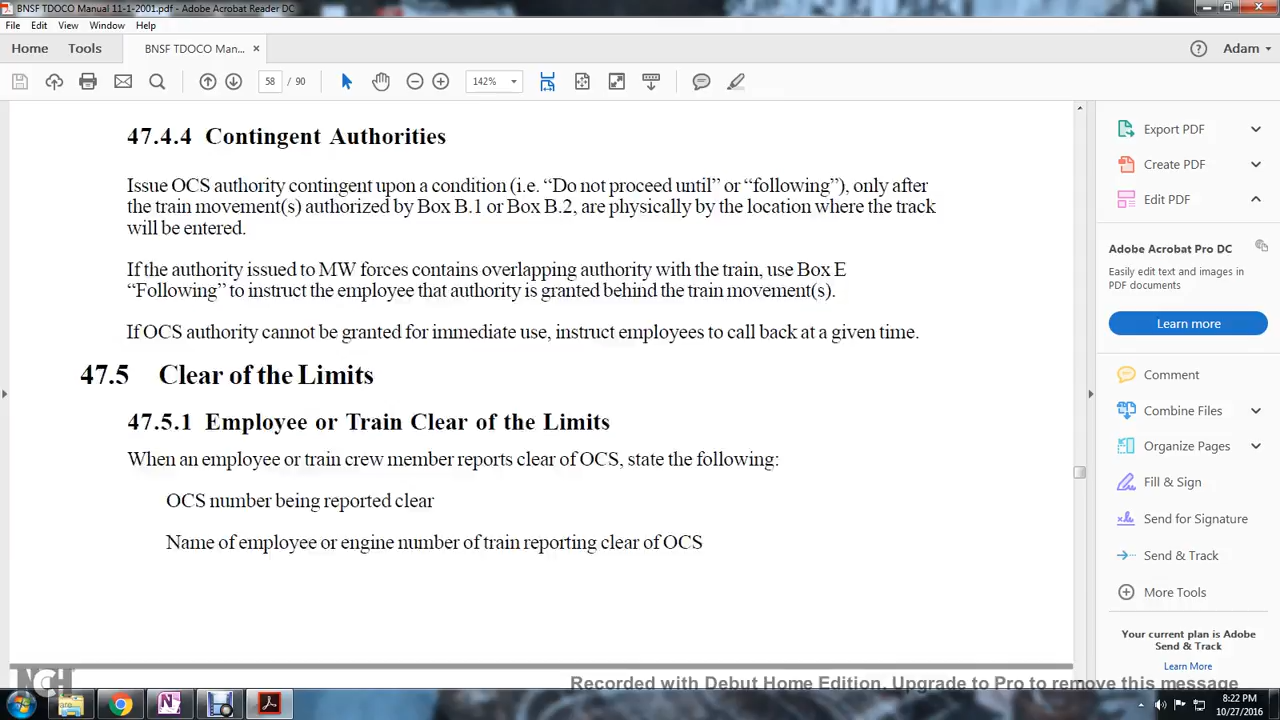 BNSF TDOCO Manual 11-1-2001.pdf - Adobe Acrobat Reader DC
File Edit View Window Help
Home Tools BNSF TDOCO Man... × Adam
58 / 90 142%
47.4.4 Contingent Authorities
Issue OCS authority contingent upon a condition (i.e. “Do not proceed until” or “following”), only after
the train movement(s) authorized by Box B.1 or Box B.2, are physically by the location where the track
will be entered.
If the authority issued to MW forces contains overlapping authority with the train, use Box E
“Following” to instruct the employee that authority is granted behind the train movement(s).
If OCS authority cannot be granted for immediate use, instruct employees to call back at a given time.
47.5 Clear of the Limits
47.5.1 Employee or Train Clear of the Limits
When an employee or train crew member reports clear of OCS, state the following:
OCS number being reported clear
Name of employee or engine number of train reporting clear of OCS
Export PDF
Create PDF
Edit PDF
Adobe Acrobat Pro DC
Easily edit text and images in
PDF documents
Learn more
Comment
Combine Files
Organize Pages
Fill & Sign
Send for Signature
Send & Track
More Tools
Your current plan is Adobe
Send & Track
Learn More
NCH
Recorded with Debut Home Edition. Upgrade to Pro to remove this message
8:22 PM
10/27/2016